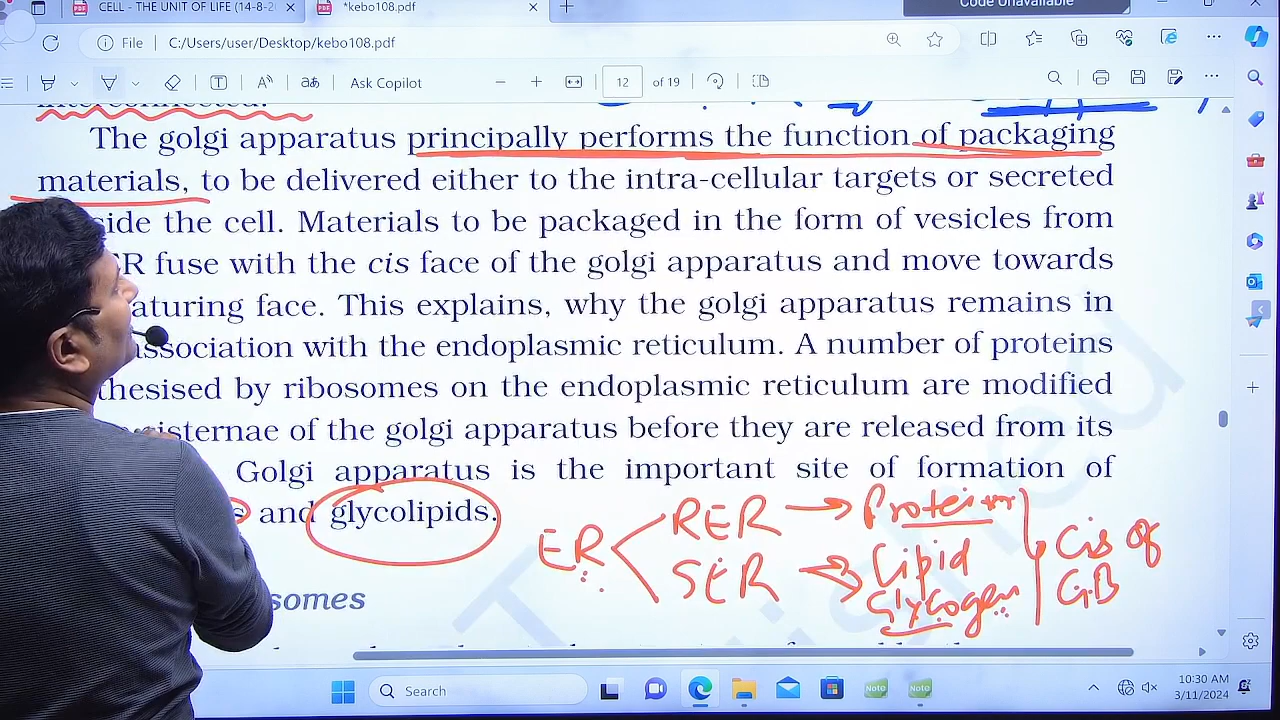 CELL - THE UNIT OF LIFE (14-8-2
*kebo108.pdf
Code Unavailable
File C:/Users/user/Desktop/kebo108.pdf
Ask Copilot 12 of 19
interconnected.
The golgi apparatus principally performs the function of packaging
materials, to be delivered either to the intra-cellular targets or secreted
ide the cell. Materials to be packaged in the form of vesicles from
ER fuse with the cis face of the golgi apparatus and move towards
aturing face. This explains, why the golgi apparatus remains in
association with the endoplasmic reticulum. A number of proteins
thesised by ribosomes on the endoplasmic reticulum are modified
cisternae of the golgi apparatus before they are released from its
Golgi apparatus is the important site of formation of
s and glycolipids.
ER
RER → Protein
SER → Lipid
Glycogen
Cis of
GB
somes
Search
10:30 AM
3/11/2024